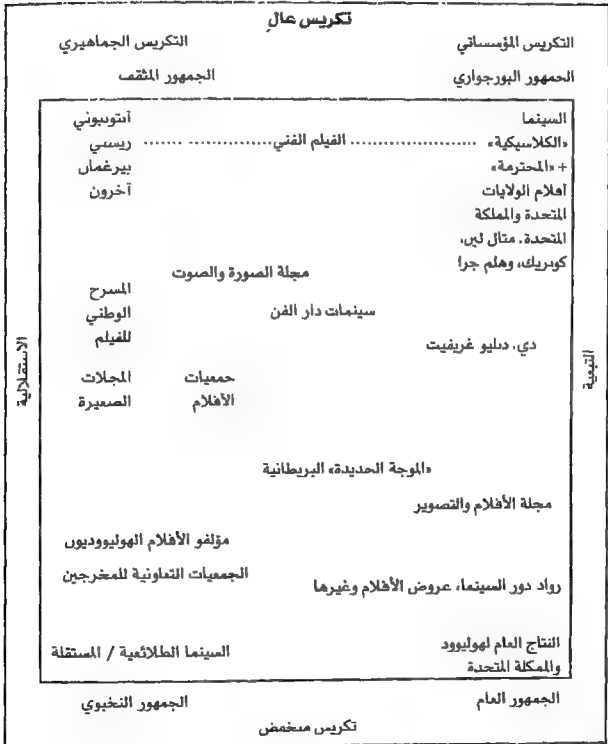 تكريس عالٍ
التكريس المؤسساتي التكريس الجماهيري
الجمهور البورجوازي الجمهور المثقف
السينما أنتونيوني
«الكلاسيكية» ..................... الفيلم الفني............... ....... ريسي
+ «المحترمة» بيرغمان
أفلام الولايات آخرون
المتحدة والمملكة
المتحدة. مثال لين،
كوبريك، وهلم جرا
مجلة الصورة والصوت
المسرح
سينمات دار الفن الوطني
دي. دبليو غريفيت للفيلم
جمعيات المجلات
الأفلام الصغيرة
«الموجة الجديدة» البريطانية
مجلة الأفلام والتصوير
مؤلفو الأفلام الهوليووديون
الجمعيات التعاونية للمخرجين
رواد دور السينما، عروض الأفلام وغيرها
النتاج العام لهوليوود
السينما الطلائعية / المستقلة
والمكلة المتحدة
الجمهور العام الجمهور النخبوي
تكريس منخفض
التبعية
الاستقلالية